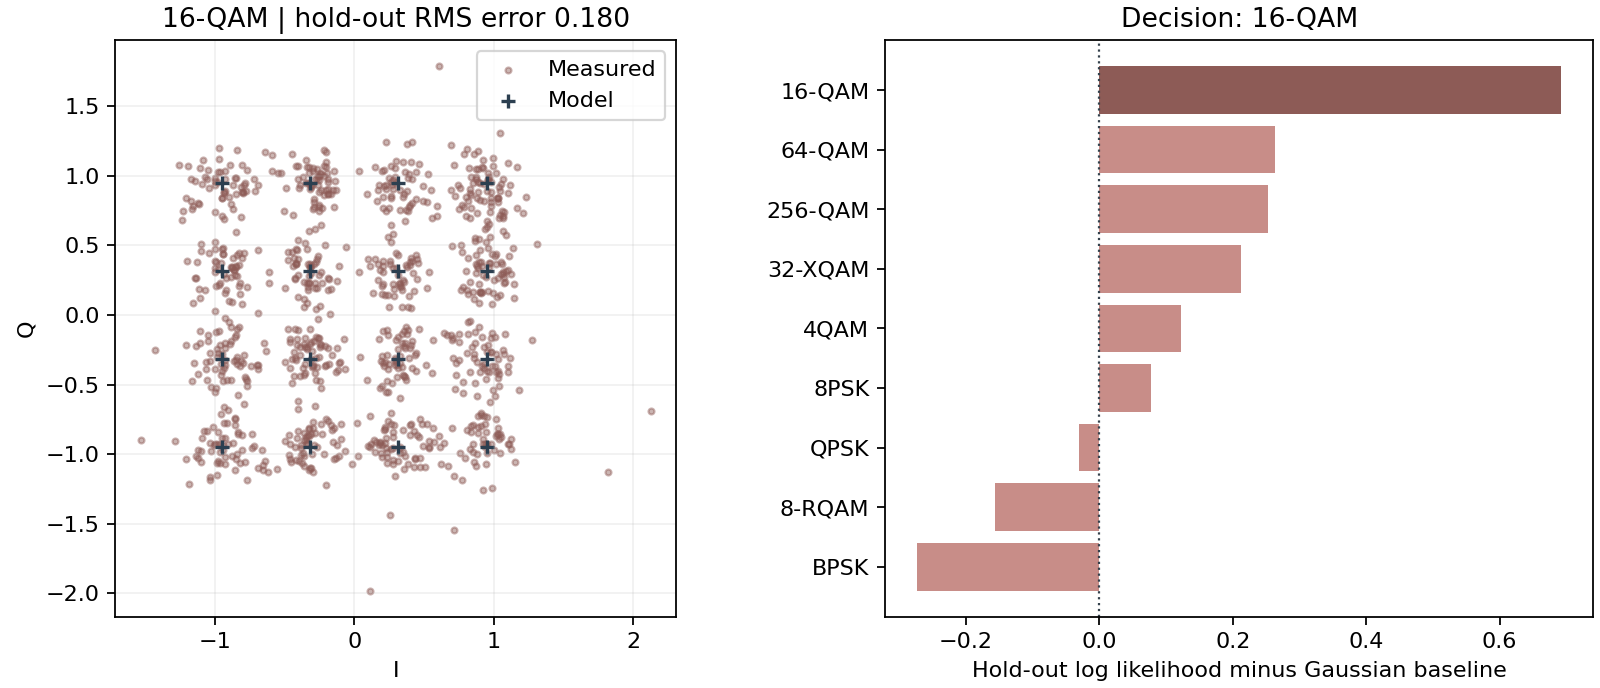 16-QAM | hold-out RMS error 0.180
Measured
Model
1.5
1.0
0.5
0.0
−0.5
−1.0
−1.5
−2.0
Q
−1
0
1
2
I
Decision: 16-QAM
16-QAM
64-QAM
256-QAM
32-XQAM
4QAM
8PSK
QPSK
8-RQAM
BPSK
−0.2
0.0
0.2
0.4
0.6
Hold-out log likelihood minus Gaussian baseline